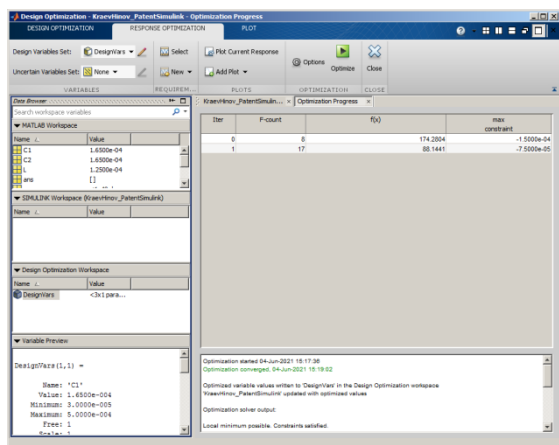 Design Optimization - KraevHinov_PatentSimulink - Optimization Progress
DESIGN OPTIMIZATION RESPONSE OPTIMIZATION PLOT
Design Variables Set: DesignVars Select Plot Current Response Options Optimize Close
Uncertain Variables Set: None New Add Plot
VARIABLES REQUIREM... PLOTS OPTIMIZATION CLOSE
Data Browser
Search workspace variables
MATLAB Workspace
Name Value
C1 1.6500e-04
C2 1.6500e-04
L 1.2500e-04
ans []
SIMULINK Workspace (KraevHinov_PatentSimulink)
Name Value
Design Optimization Workspace
Name Value
DesignVars <3x1 para...
Variable Preview
DesignVars(1,1) =
Name: 'C1'
Value: 1.6500e-004
Minimum: 3.0000e-005
Maximum: 5.0000e-004
Free: 1
Scale: 1
KraevHinov_PatentSimulin... Optimization Progress
Iter F-count f(x) max
constraint
0 8 174.2804 -1.5000e-04
1 17 88.1441 -7.5000e-05
Optimization started 04-Jun-2021 15:17:36
Optimization converged, 04-Jun-2021 15:19:02
Optimized variable values written to 'DesignVars' in the Design Optimization workspace
'KraevHinov_PatentSimulink' updated with optimized values
Optimization solver output:
Local minimum possible. Constraints satisfied.